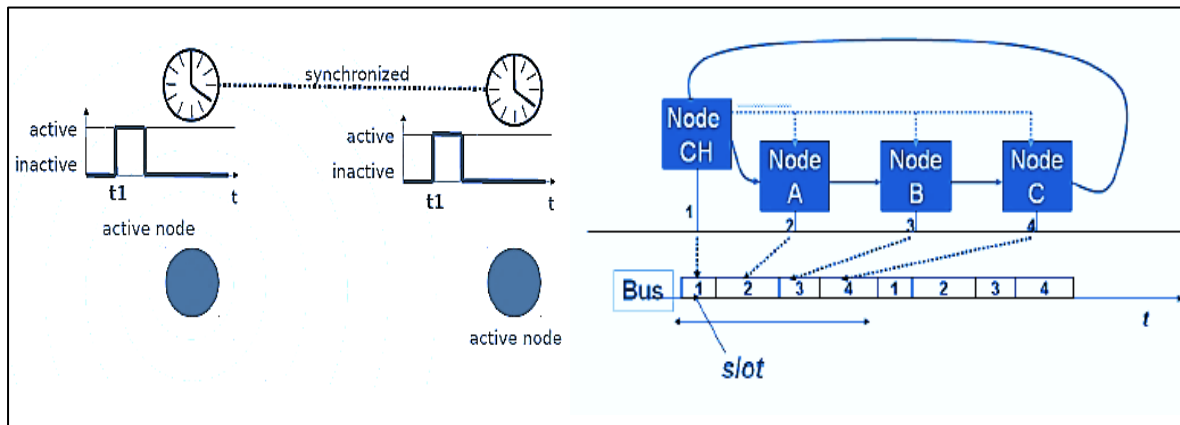 synchronized
active
inactive
t1
t
active node
active
inactive
t1
t
active node
Node
CH
Node
A
Node
B
Node
C
1
2
3
4
Bus
1 2 3 4 1 2 3 4
t
slot